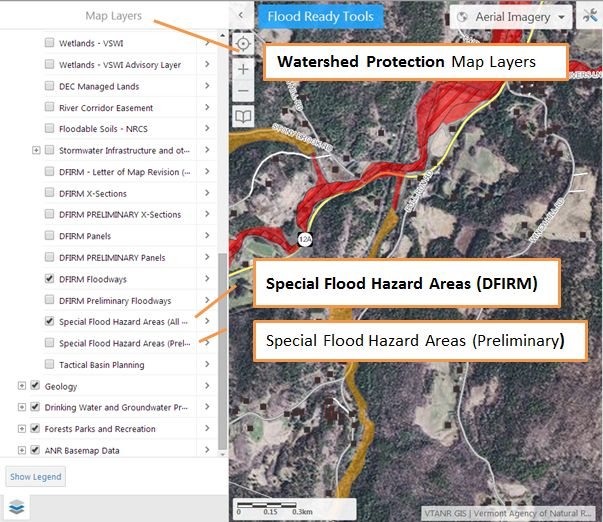 Map Layers
Flood Ready Tools
Aerial Imagery
Watershed Protection Map Layers
Wetlands - VSWI
Wetlands - VSWI Advisory Layer
DEC Managed Lands
River Corridor Easement
Floodable Soils - NRCS
Stormwater Infrastructure and ot...
DFIRM - Letter of Map Revision (...
DFIRM X-Sections
DFIRM PRELIMINARY X-Sections
DFIRM Panels
DFIRM PRELIMINARY Panels
DFIRM Floodways
DFIRM Preliminary Floodways
Special Flood Hazard Areas (All ...
Special Flood Hazard Areas (Prel...
Tactical Basin Planning
Geology
Drinking Water and Groundwater Pr...
Forests Parks and Recreation
ANR Basemap Data
Show Legend
12A
Special Flood Hazard Areas (DFIRM)
Special Flood Hazard Areas (Preliminary)
0
0.15
0.3km
VTANR GIS | Vermont Agency of Natural R...